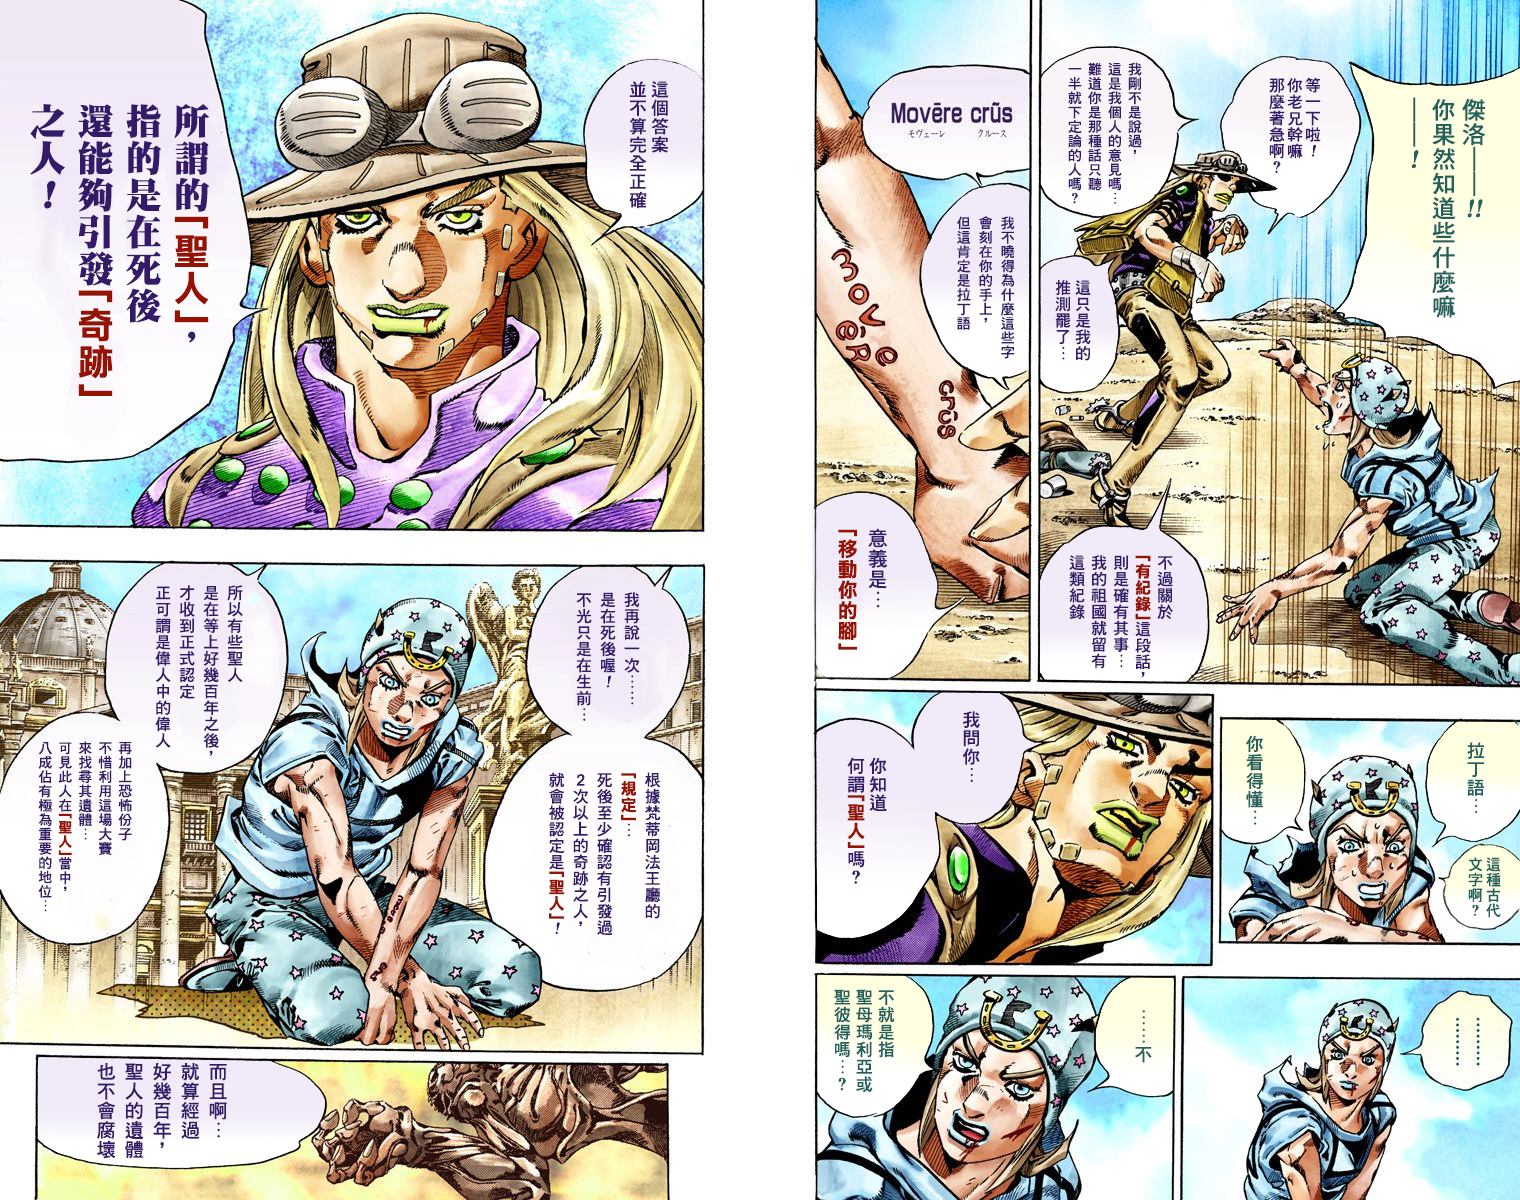 傑洛——!!
你果然知道些什麼嘛
——!
等一下啦!
你老兄幹嘛
那麼著急啊?
我剛不是說過,
這是我個人的意見嗎…
難道你是那種話只聽
一半就下定論的人嗎?
這只是我的
推測罷了…
不過關於
「有紀錄」這段話,
則是確有其事…
我的祖國就留有
這類紀錄
Movēre crūs
モヴェーレ クルース
我不曉得為什麼這些字
會刻在你的手上,
但這肯定是拉丁語
movēre
crūs
意義是…
「移動你的腳」
拉丁語…
這種古代
文字啊?
你看得懂…
我問你…
你知道
何謂「聖人」嗎?
………
……不
不就是指
聖母瑪利亞或
聖彼得嗎…?
這個答案
並不算完全正確
所謂的「聖人」,
指的是在死後
還能夠引發「奇跡」
之人!
我再說一次……
是在死後喔!
不光只是在生前…
根據梵蒂岡法王廳的
「規定」…
死後至少確認有引發過
2次以上的奇跡之人,
就會被認定是「聖人」!
所以有些聖人
是在等上好幾百年之後,
才收到正式認定
正可謂是偉人中的偉人
再加上恐怖份子
不惜利用這場大賽
來找尋其遺體…
可見此人在「聖人」當中,
八成佔有極為重要的地位…
而且啊…
就算經過
好幾百年,
聖人的遺體
也不會腐壞